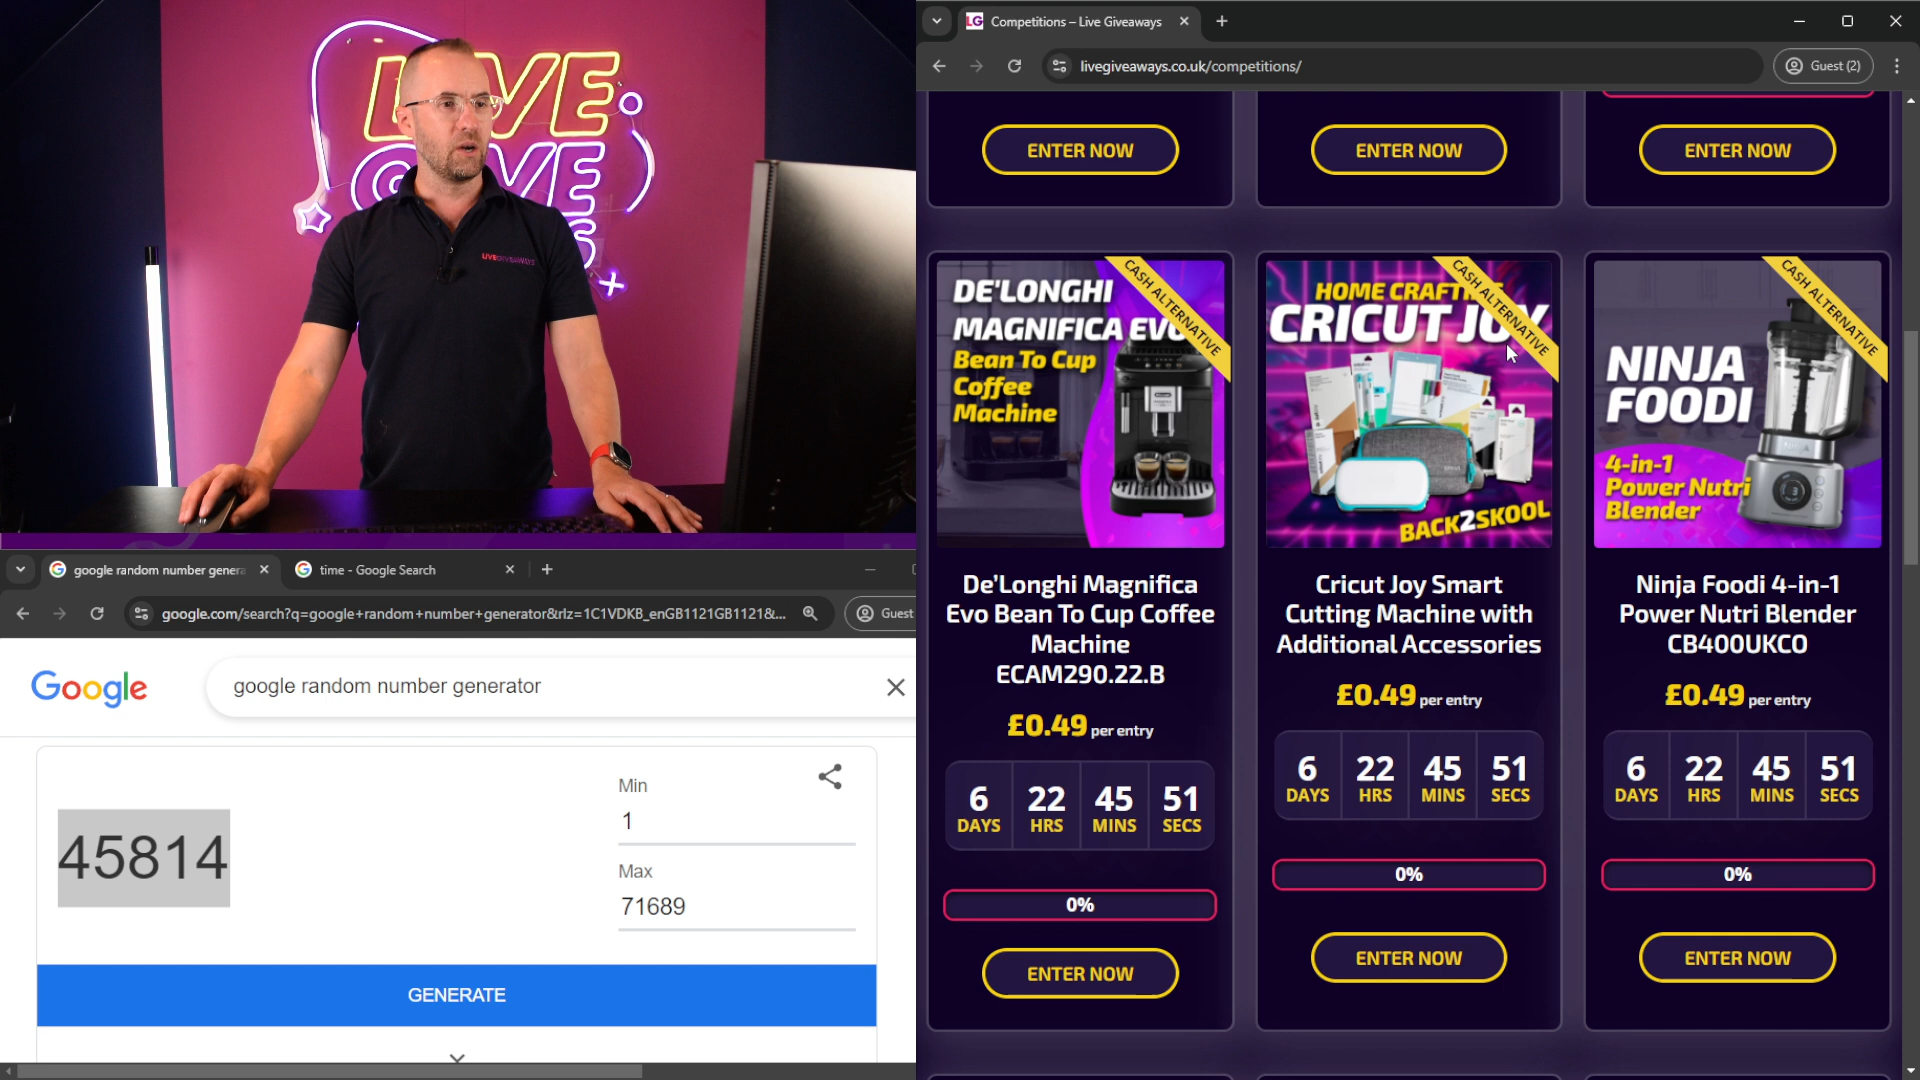 LIVE
GIVE
LIVEGIVEAWAYS
google random number genera
time - Google Search
google.com/search?q=google+random+number+generator&rlz=1C1VDKB_enGB1121GB1121&...
Guest
Google
google random number generator
45814
Min
1
Max
71689
GENERATE
LG Competitions – Live Giveaways
livegiveaways.co.uk/competitions/
Guest (2)
ENTER NOW
ENTER NOW
ENTER NOW
CASH ALTERNATIVE
DE'LONGHI
MAGNIFICA EVO
Bean To Cup
Coffee
Machine
De'Longhi Magnifica
Evo Bean To Cup Coffee
Machine
ECAM290.22.B
£0.49 per entry
6 22 45 51
DAYS HRS MINS SECS
0%
ENTER NOW
CASH ALTERNATIVE
HOME CRAFTING
CRICUT JOY
BACK2SKOOL
Cricut Joy Smart
Cutting Machine with
Additional Accessories
£0.49 per entry
6 22 45 51
DAYS HRS MINS SECS
0%
ENTER NOW
CASH ALTERNATIVE
NINJA
FOODI
4-in-1
Power Nutri
Blender
Ninja Foodi 4-in-1
Power Nutri Blender
CB400UKCO
£0.49 per entry
6 22 45 51
DAYS HRS MINS SECS
0%
ENTER NOW